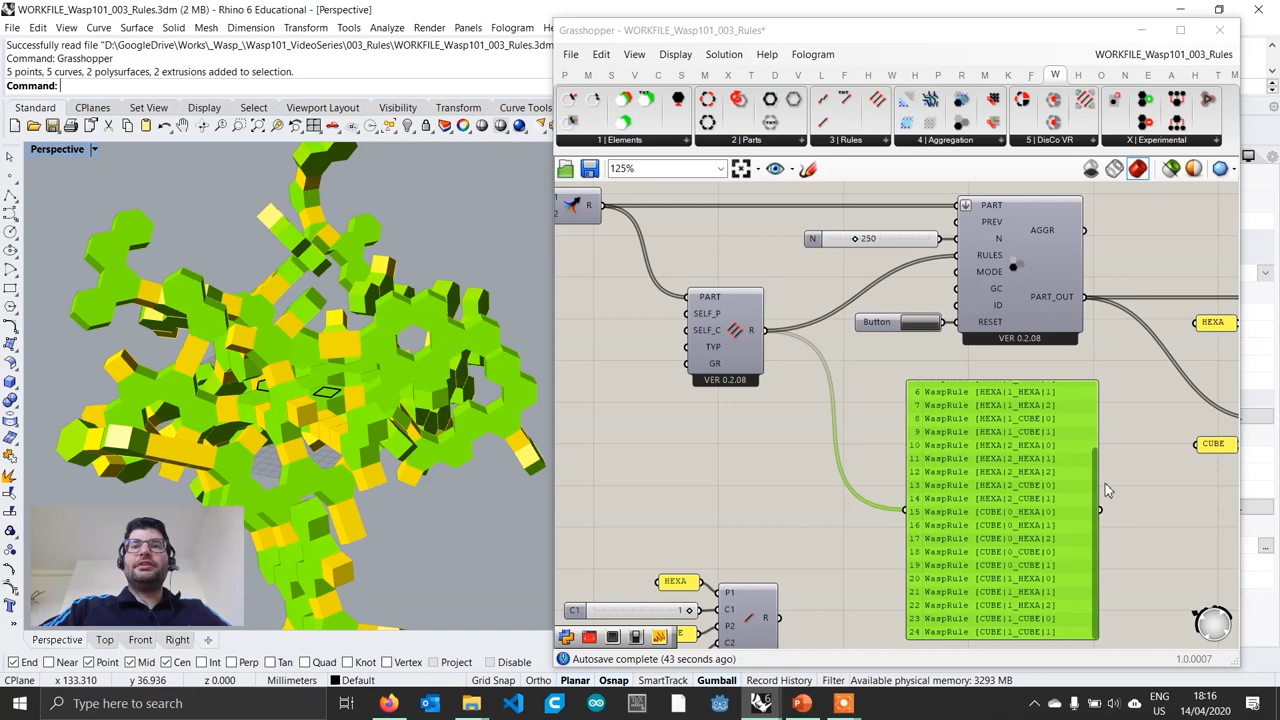 WORKFILE_Wasp101_003_Rules.3dm (2 MB) - Rhino 6 Educational - [Perspective]
File Edit View Curve Surface Solid Mesh Dimension Transform Tools Analyze Render Panels Fologram
Successfully read file "D:\GoogleDrive\Works\_Wasp_\Wasp101_VideoSeries\003_Rules\WORKFILE_Wasp101_003_Rules.3dm
Command: Grasshopper
5 points, 5 curves, 2 polysurfaces, 2 extrusions added to selection.
Command:
Standard CPlanes Set View Display Select Viewport Layout Visibility Transform Curve Tools
Perspective
Grasshopper - WORKFILE_Wasp101_003_Rules*
File Edit View Display Solution Help Fologram
WORKFILE_Wasp101_003_Rules
P M S C S M X T D V L F H W H M R K F W H O N E A H T M
1 | Elements
2 | Parts
3 | Rules
4 | Aggregation
5 | DisCo VR
X | Experimental
125%
R
PART
PREV
N
RULES
MODE
GC
ID
RESET
AGGR
PART_OUT
VER 0.2.08
N 250
Button
PART
SELF_P
SELF_C
TYP
GR
R
VER 0.2.08
HEXA
CUBE
6 WaspRule [HEXA|1_HEXA|1]
7 WaspRule [HEXA|1_HEXA|2]
8 WaspRule [HEXA|1_CUBE|0]
9 WaspRule [HEXA|1_CUBE|1]
10 WaspRule [HEXA|2_HEXA|0]
11 WaspRule [HEXA|2_HEXA|1]
12 WaspRule [HEXA|2_HEXA|2]
13 WaspRule [HEXA|2_CUBE|0]
14 WaspRule [HEXA|2_CUBE|1]
15 WaspRule [CUBE|0_HEXA|0]
16 WaspRule [CUBE|0_HEXA|1]
17 WaspRule [CUBE|0_HEXA|2]
18 WaspRule [CUBE|0_CUBE|0]
19 WaspRule [CUBE|0_CUBE|1]
20 WaspRule [CUBE|1_HEXA|0]
21 WaspRule [CUBE|1_HEXA|1]
22 WaspRule [CUBE|1_HEXA|2]
23 WaspRule [CUBE|1_CUBE|0]
24 WaspRule [CUBE|1_CUBE|1]
HEXA
C1 1
P1
C1
P2
C2
R
Autosave complete (43 seconds ago)
1.0.0007
Perspective Top Front Right
End Near Point Mid Cen Int Perp Tan Quad Knot Vertex Project Disable
CPlane x 133.310 y 36.936 z 0.000 Millimeters Default Grid Snap Ortho Planar Osnap SmartTrack Gumball Record History Filter Available physical memory: 3293 MB
Type here to search
ENG
18:16
14/04/2020